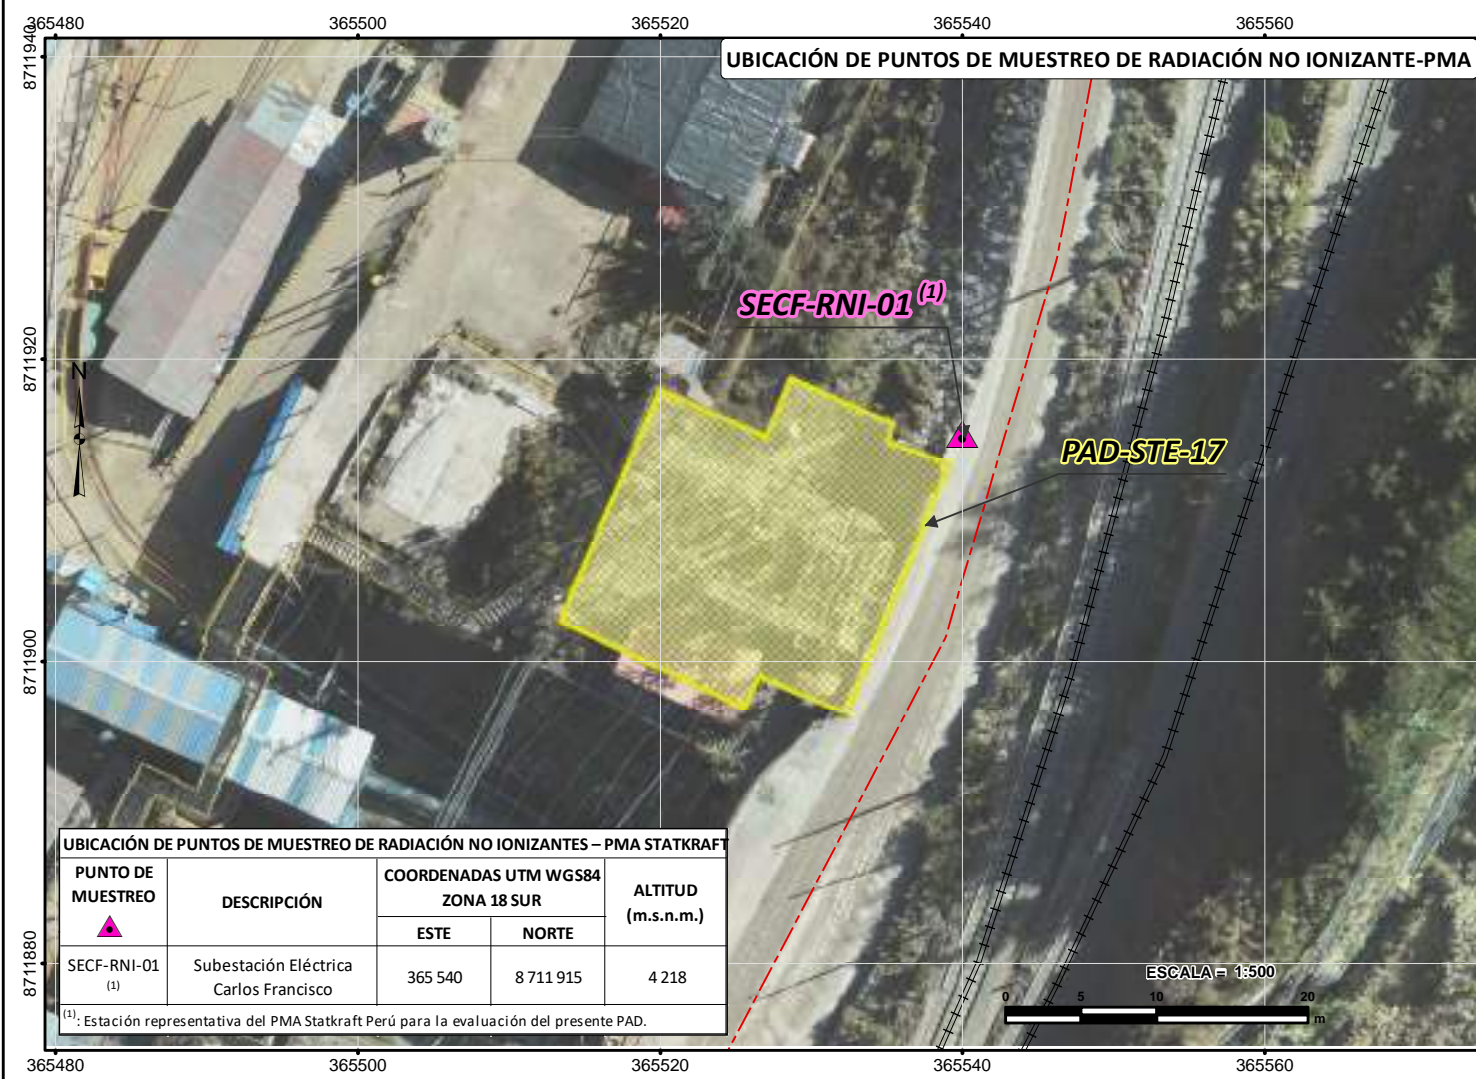 365480
365500
365520
365540
365560
8711940
UBICACIÓN DE PUNTOS DE MUESTREO DE RADIACIÓN NO IONIZANTE-PMA
SECF-RNI-01 (1)
8711920
N
PAD-STE-17
8711900
UBICACIÓN DE PUNTOS DE MUESTREO DE RADIACIÓN NO IONIZANTES – PMA STATKRAFT
PUNTO DE
MUESTREO
DESCRIPCIÓN
COORDENADAS UTM WGS84
ZONA 18 SUR
ALTITUD
(m.s.n.m.)
ESTE
NORTE
SECF-RNI-01
(1)
Subestación Eléctrica
Carlos Francisco
365 540
8 711 915
4 218
(1): Estación representativa del PMA Statkraft Perú para la evaluación del presente PAD.
8711880
ESCALA = 1:500
0
5
10
20
m
365480
365500
365520
365540
365560